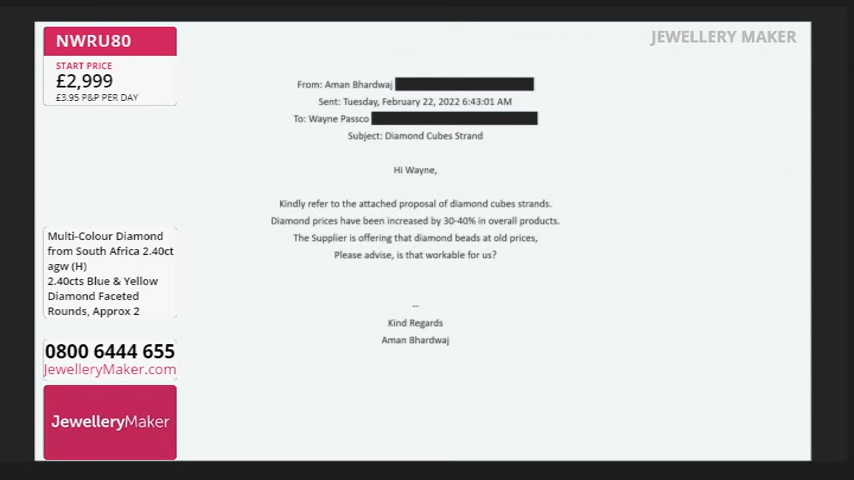 NWRU80
START PRICE
£2,999
£3.95 P&P PER DAY
JEWELLERY MAKER
From: Aman Bhardwaj
Sent: Tuesday, February 22, 2022 6:43:01 AM
To: Wayne Passco
Subject: Diamond Cubes Strand
Hi Wayne,
Kindly refer to the attached proposal of diamond cubes strands.
Diamond prices have been increased by 30-40% in overall products.
The Supplier is offering that diamond beads at old prices,
Please advise, is that workable for us?
--
Kind Regards
Aman Bhardwaj
Multi-Colour Diamond
from South Africa 2.40ct
agw (H)
2.40cts Blue & Yellow
Diamond Faceted
Rounds, Approx 2
0800 6444 655
JewelleryMaker.com
JewelleryMaker